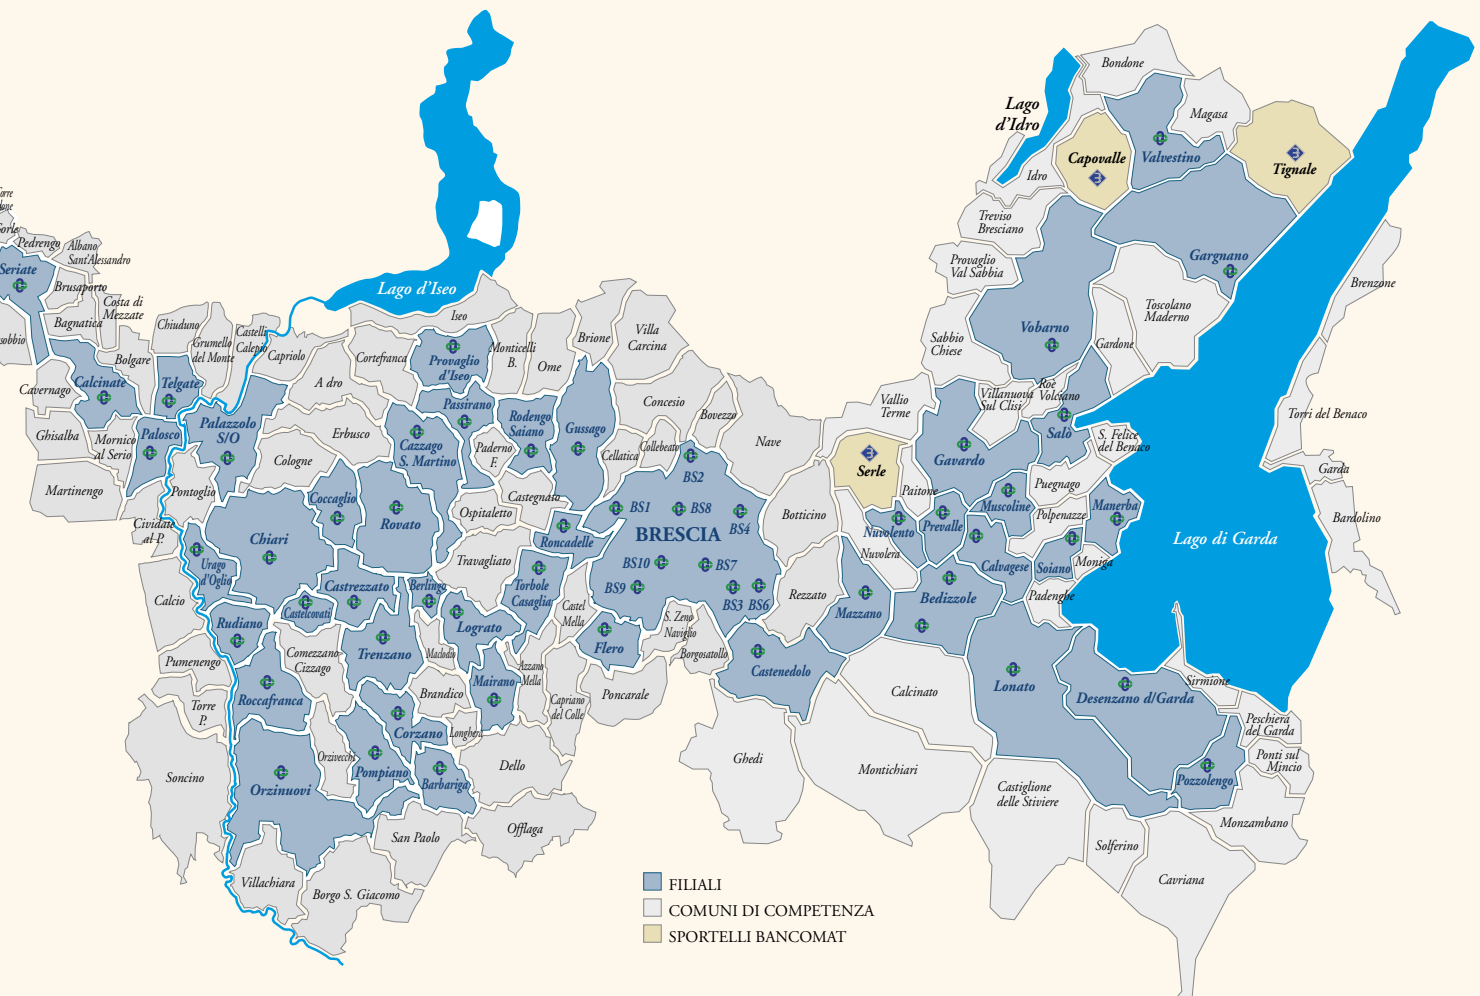 Bondone
Magasa
Lago
d'Idro
Capovalle
Valvestino
Tignale
Idro
Treviso
Bresciano
Provaglio
Val Sabbia
Gargnano
Brenzone
Toscolano
Maderno
Vobarno
Sabbio
Chiese
Gardone
Torri del Benaco
Pedrengo
Albano
Sant'Alessandro
Seriate
Brusaporto
Costa di
Mezzate
Bagnatica
Bolgare
Chiuduno
Grumello
del Monte
Castelli
Calepio
Capriolo
Lago d'Iseo
Iseo
Cortefranca
Provaglio
d'Iseo
Monticelli
B.
Ome
Brione
Villa
Carcina
Cavernago
Calcinate
Telgate
A dro
Passirano
Rodengo
Saiano
Gussago
Concesio
Bovezzo
Nave
Vallio
Terme
Villanuova
Sul Clisi
Roè
Volciano
Salò
S. Felice
del Benaco
Ghisalba
Mornico
al Serio
Palosco
Palazzolo
S/O
Erbusco
Cologne
Cazzago
S. Martino
Paderno
F.
Cellatica
Collebeato
BS2
Serle
Gavardo
Puegnago
Garda
Martinengo
Pontoglio
Cividate
al P.
Coccaglio
Rovato
Castegnato
Ospitaletto
BS1
BS8
BS4
BRESCIA
Botticino
Paitone
Nuvolento
Prevalle
Muscoline
Polpenazze
Manerba
Bardolino
Lago di Garda
Chiari
Urago
d'Oglio
Travagliato
Roncadelle
BS10
BS7
BS9
BS3
BS6
Nuvolera
Calvagese
Soiano
Moniga
Padenghe
Calcio
Rudiano
Castelcovati
Castrezzato
Berlingo
Torbole
Casaglia
Castel
Mella
Lograto
Flero
S. Zeno
Naviglio
Borgosatollo
Rezzato
Mazzano
Bedizzole
Castenedolo
Pumenengo
Comezzano
Cizzago
Trenzano
Maclodio
Azzano
Mella
Torre
P.
Roccafranca
Brandico
Mairano
Capriano
del Colle
Poncarale
Calcinato
Lonato
Desenzano d/Garda
Sirmione
Peschiera
del Garda
Ponti sul
Mincio
Soncino
Orzivecchi
Corzano
Longhena
Pompiano
Barbariga
Dello
Ghedi
Montichiari
Castiglione
delle Stiviere
Pozzolengo
Monzambano
Orzinuovi
San Paolo
Offlaga
Solferino
Cavriana
Villachiara
Borgo S. Giacomo
FILIALI
COMUNI DI COMPETENZA
SPORTELLI BANCOMAT